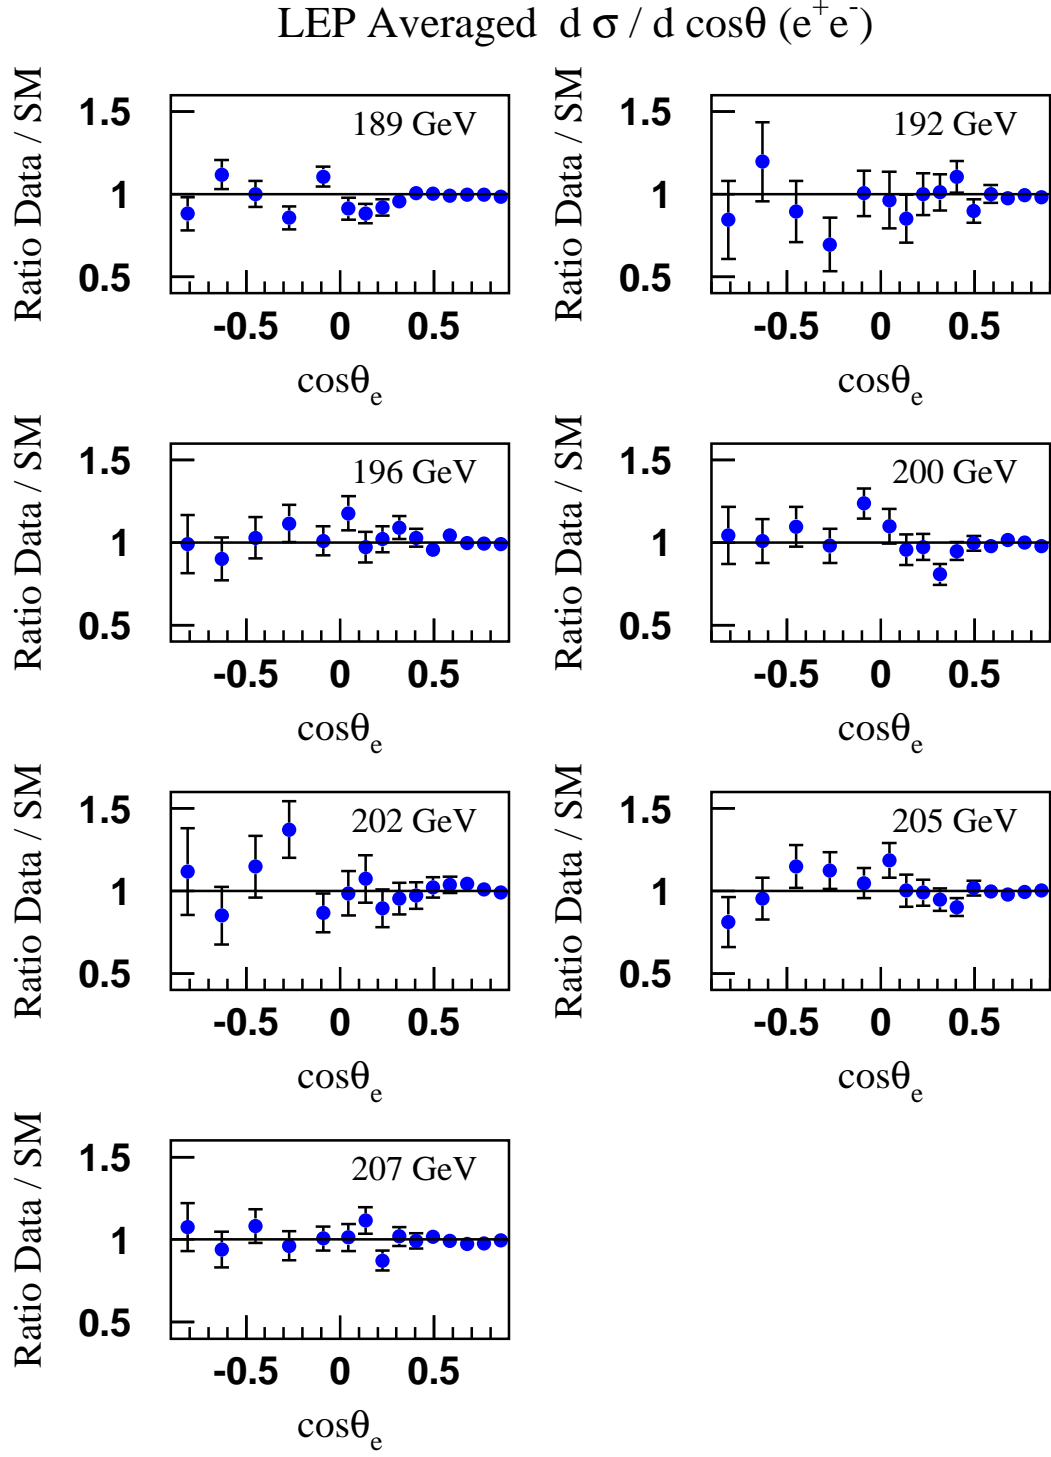 LEP Averaged d σ / d cosθ (e⁺e⁻)
Ratio Data / SM
1.5
1
0.5
189 GeV
-0.5 0 0.5
cosθₑ
Ratio Data / SM
1.5
1
0.5
192 GeV
-0.5 0 0.5
cosθₑ
Ratio Data / SM
1.5
1
0.5
196 GeV
-0.5 0 0.5
cosθₑ
Ratio Data / SM
1.5
1
0.5
200 GeV
-0.5 0 0.5
cosθₑ
Ratio Data / SM
1.5
1
0.5
202 GeV
-0.5 0 0.5
cosθₑ
Ratio Data / SM
1.5
1
0.5
205 GeV
-0.5 0 0.5
cosθₑ
Ratio Data / SM
1.5
1
0.5
207 GeV
-0.5 0 0.5
cosθₑ